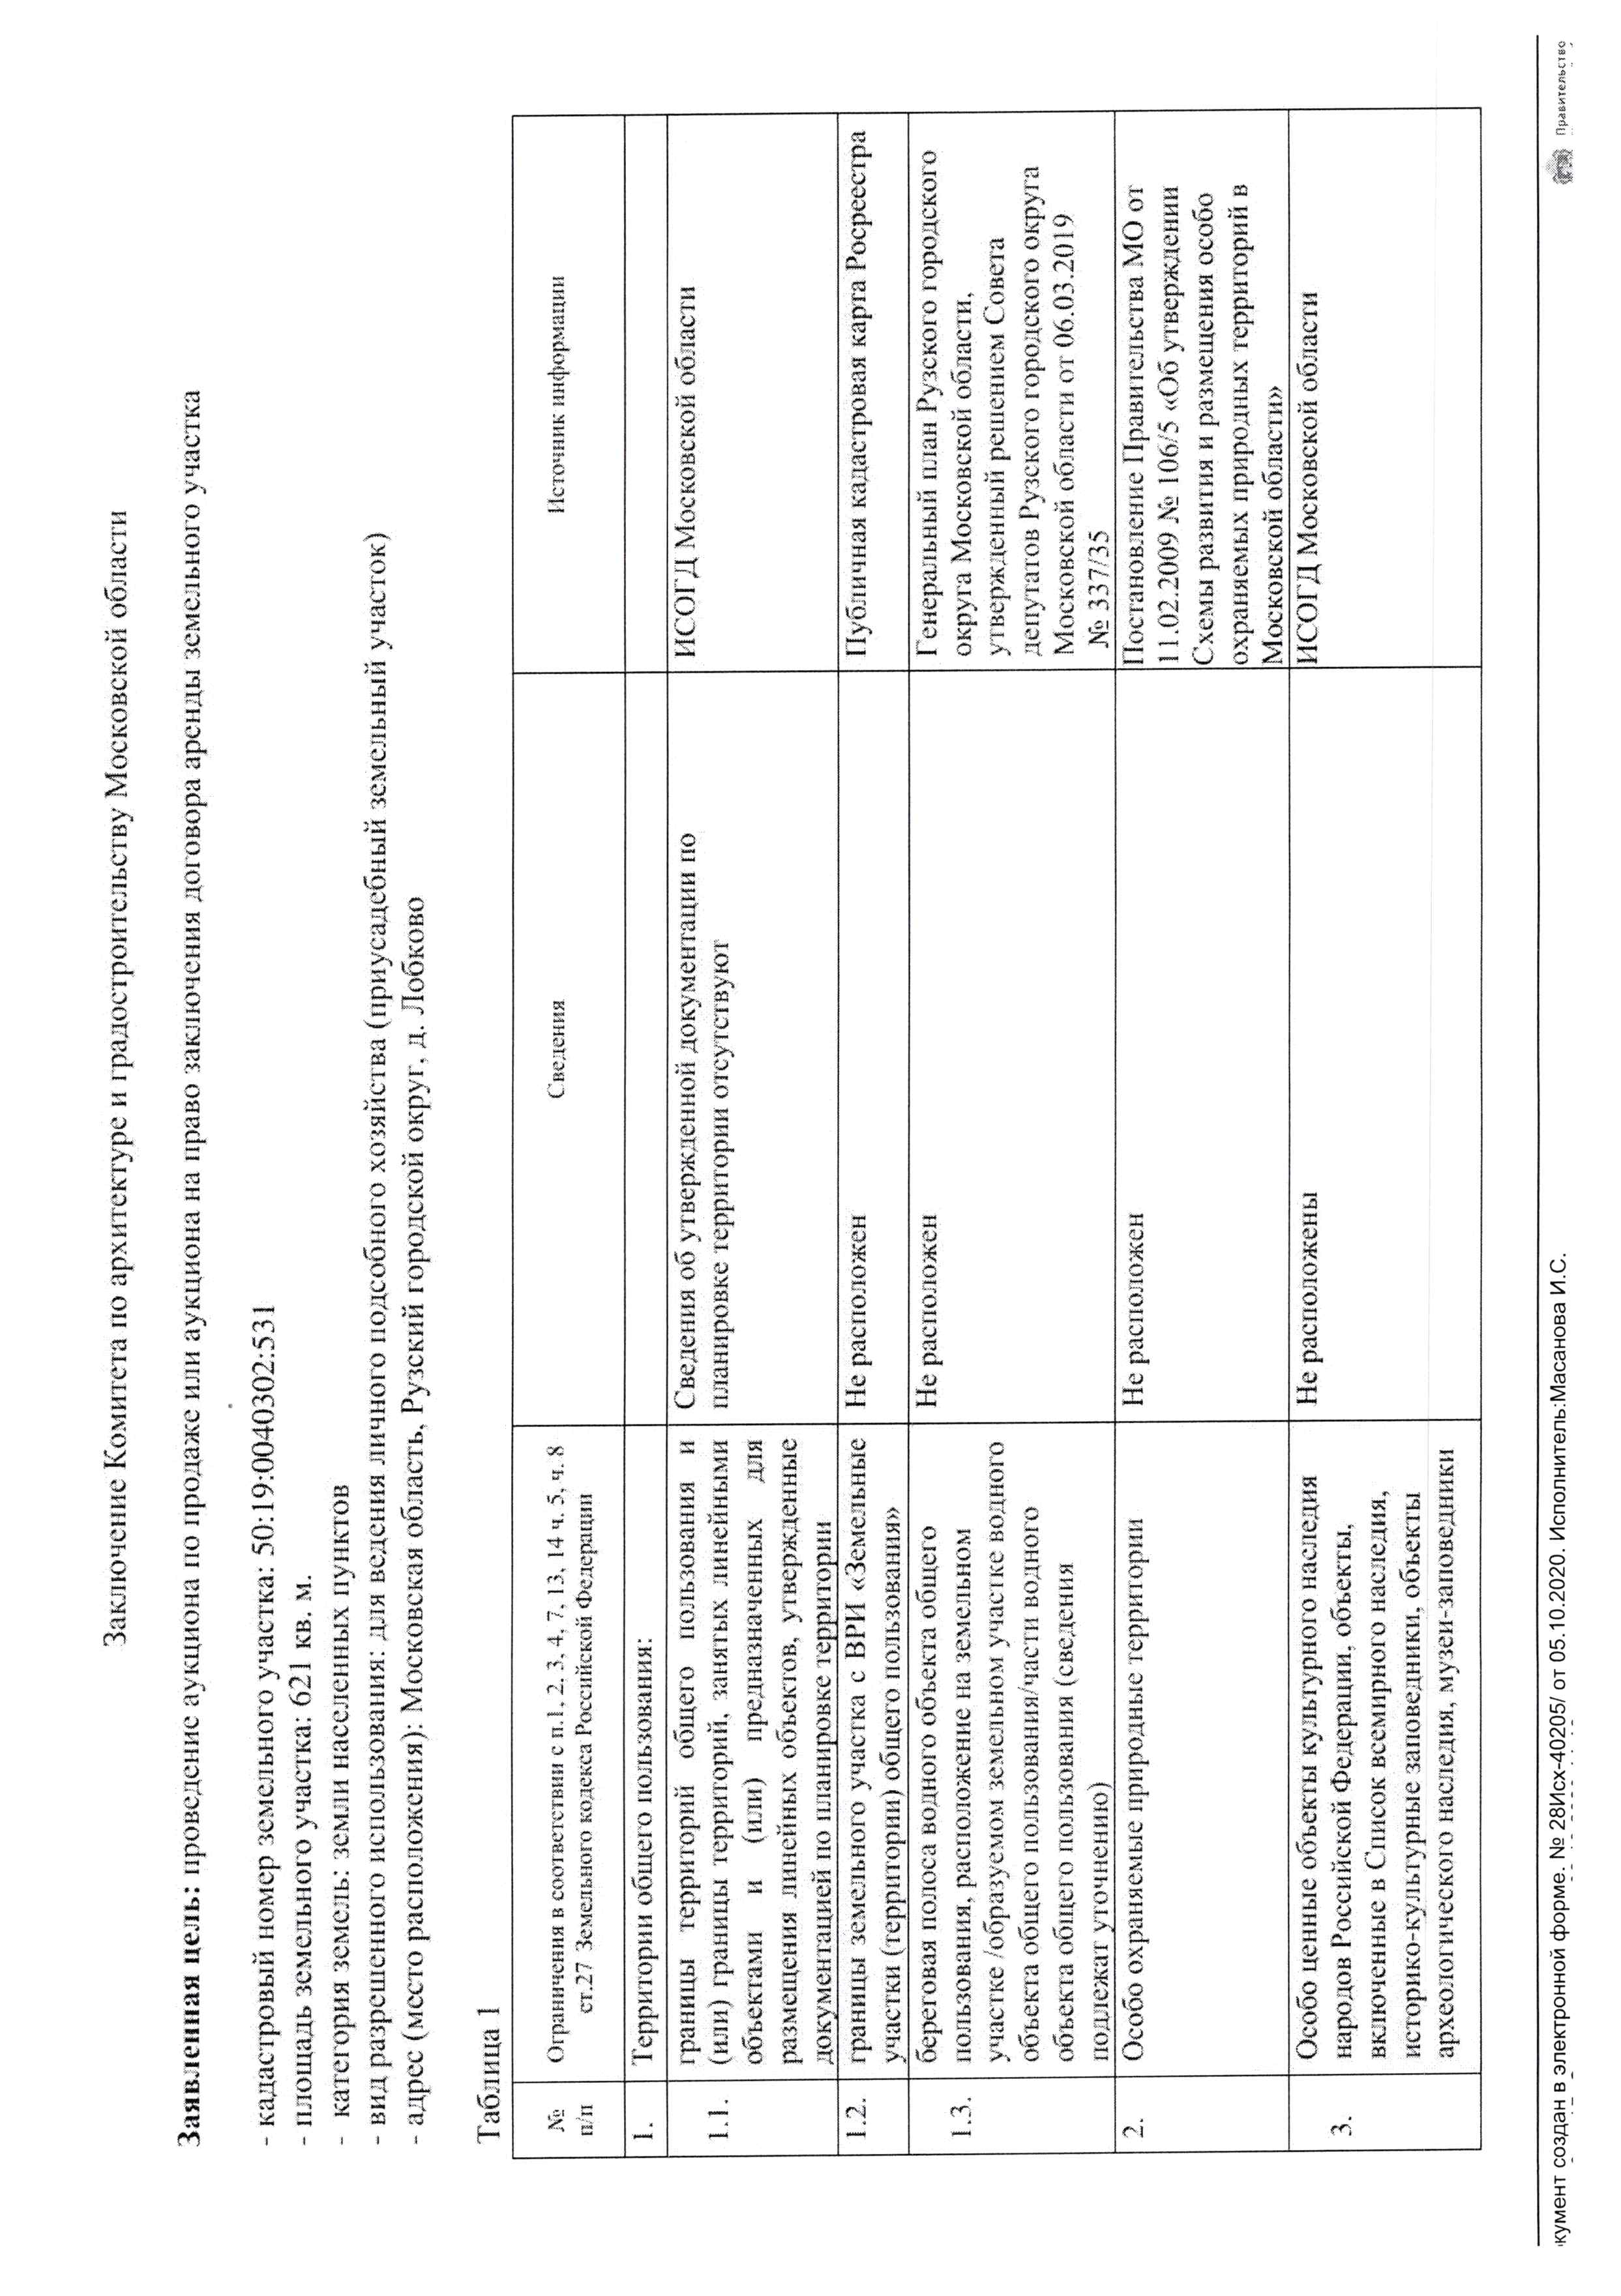 Заключение Комитета по архитектуре и градостроительству Московской области
Заявленная цель: проведение аукциона по продаже или аукциона на право заключения договора аренды земельного участка
- кадастровый номер земельного участка: 50:19:0040302:531
- площадь земельного участка: 621 кв. м.
- категория земель: земли населенных пунктов
- вид разрешенного использования: для ведения личного подсобного хозяйства (приусадебный земельный участок)
- адрес (место расположения): Московская область, Рузский городской округ, д. Лобково
Таблица 1
№
п/п
Ограничения в соответствии с п.1, 2, 3, 4, 7, 13, 14 ч. 5, ч.8
ст.27 Земельного кодекса Российской Федерации
Сведения
Источник информации
1.
Территории общего пользования:
1.1.
границы территорий общего пользования и
(или) границы территорий, занятых линейными
объектами и (или) предназначенных для
размещения линейных объектов, утвержденные
документацией по планировке территории
Сведения об утвержденной документации по
планировке территории отсутствуют
ИСОГД Московской области
1.2.
границы земельного участка с ВРИ «Земельные
участки (территории) общего пользования»
Не расположен
Публичная кадастровая карта Росреестра
1.3.
береговая полоса водного объекта общего
пользования, расположение на земельном
участке /образуемом земельном участке водного
объекта общего пользования/части водного
объекта общего пользования (сведения
подлежат уточнению)
Не расположен
Генеральный план Рузского городского
округа Московской области,
утвержденный решением Совета
депутатов Рузского городского округа
Московской области от 06.03.2019
№ 337/35
2.
Особо охраняемые природные территории
Не расположен
Постановление Правительства МО от
11.02.2009 № 106/5 «Об утверждении
Схемы развития и размещения особо
охраняемых природных территорий в
Московской области»
3.
Особо ценные объекты культурного наследия
народов Российской Федерации, объекты,
включенные в Список всемирного наследия,
историко-культурные заповедники, объекты
археологического наследия, музеи-заповедники
Не расположены
ИСОГД Московской области
кумент создан в электронной форме. № 28Исх-40205/ от 05.10.2020. Исполнитель:Масанова И.С.
Правительство